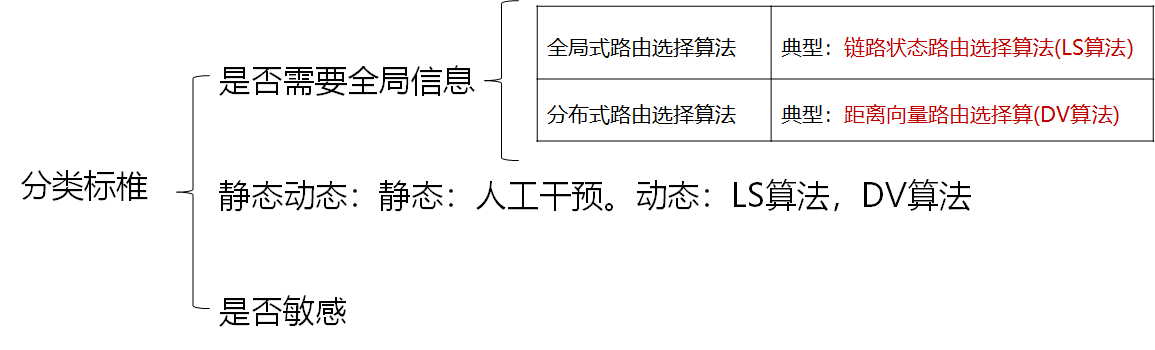 全局式路由选择算法 典型：链路状态路由选择算法(LS算法)
是否需要全局信息
分布式路由选择算法 典型：距离向量路由选择算(DV算法)
分类标椎
静态动态：静态：人工干预。动态：LS算法，DV算法
是否敏感